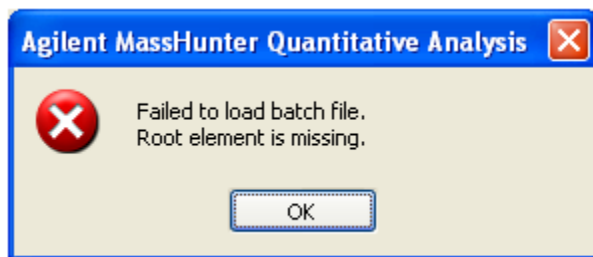 Agilent MassHunter Quantitative Analysis
Failed to load batch file.
Root element is missing.
OK